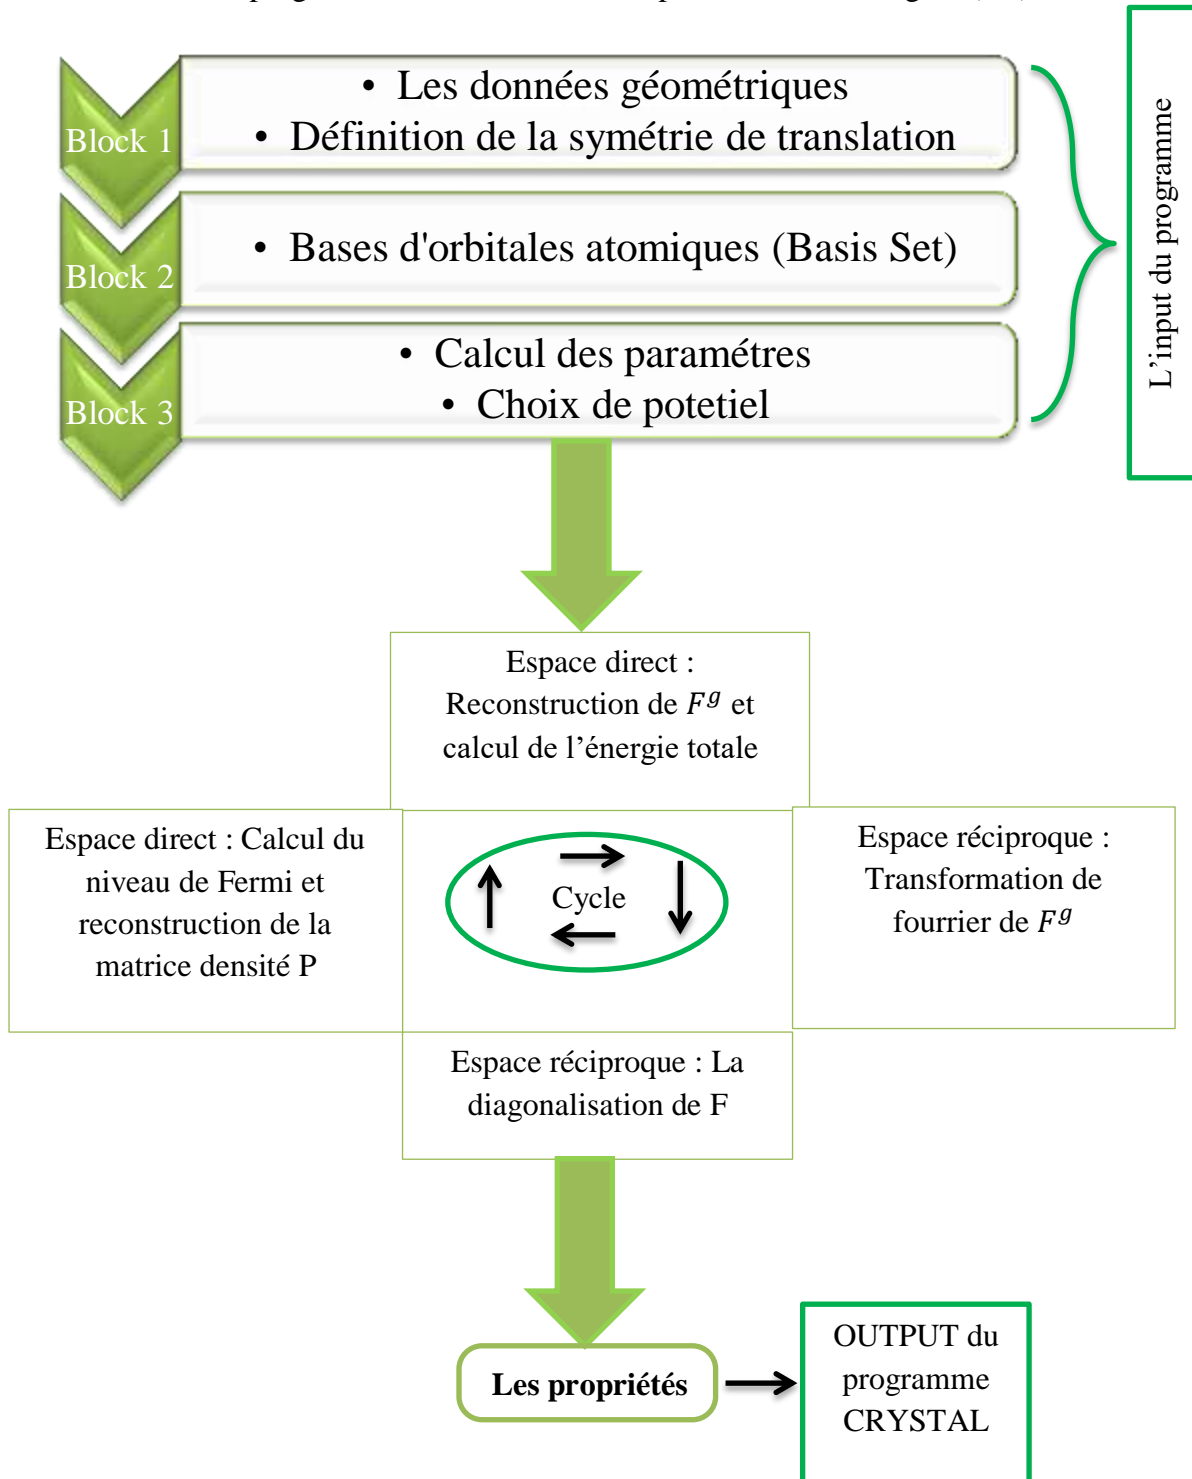 Block 1
• Les données géométriques
• Définition de la symétrie de translation
Block 2
• Bases d'orbitales atomiques (Basis Set)
Block 3
• Calcul des paramétres
• Choix de potetiel
L'input du programme
Espace direct :
Reconstruction de F^g et
calcul de l'énergie totale
Espace direct : Calcul du
niveau de Fermi et
reconstruction de la
matrice densité P
Cycle
Espace réciproque :
Transformation de
fourrier de F^g
Espace réciproque : La
diagonalisation de F
Les propriétés
OUTPUT du
programme
CRYSTAL